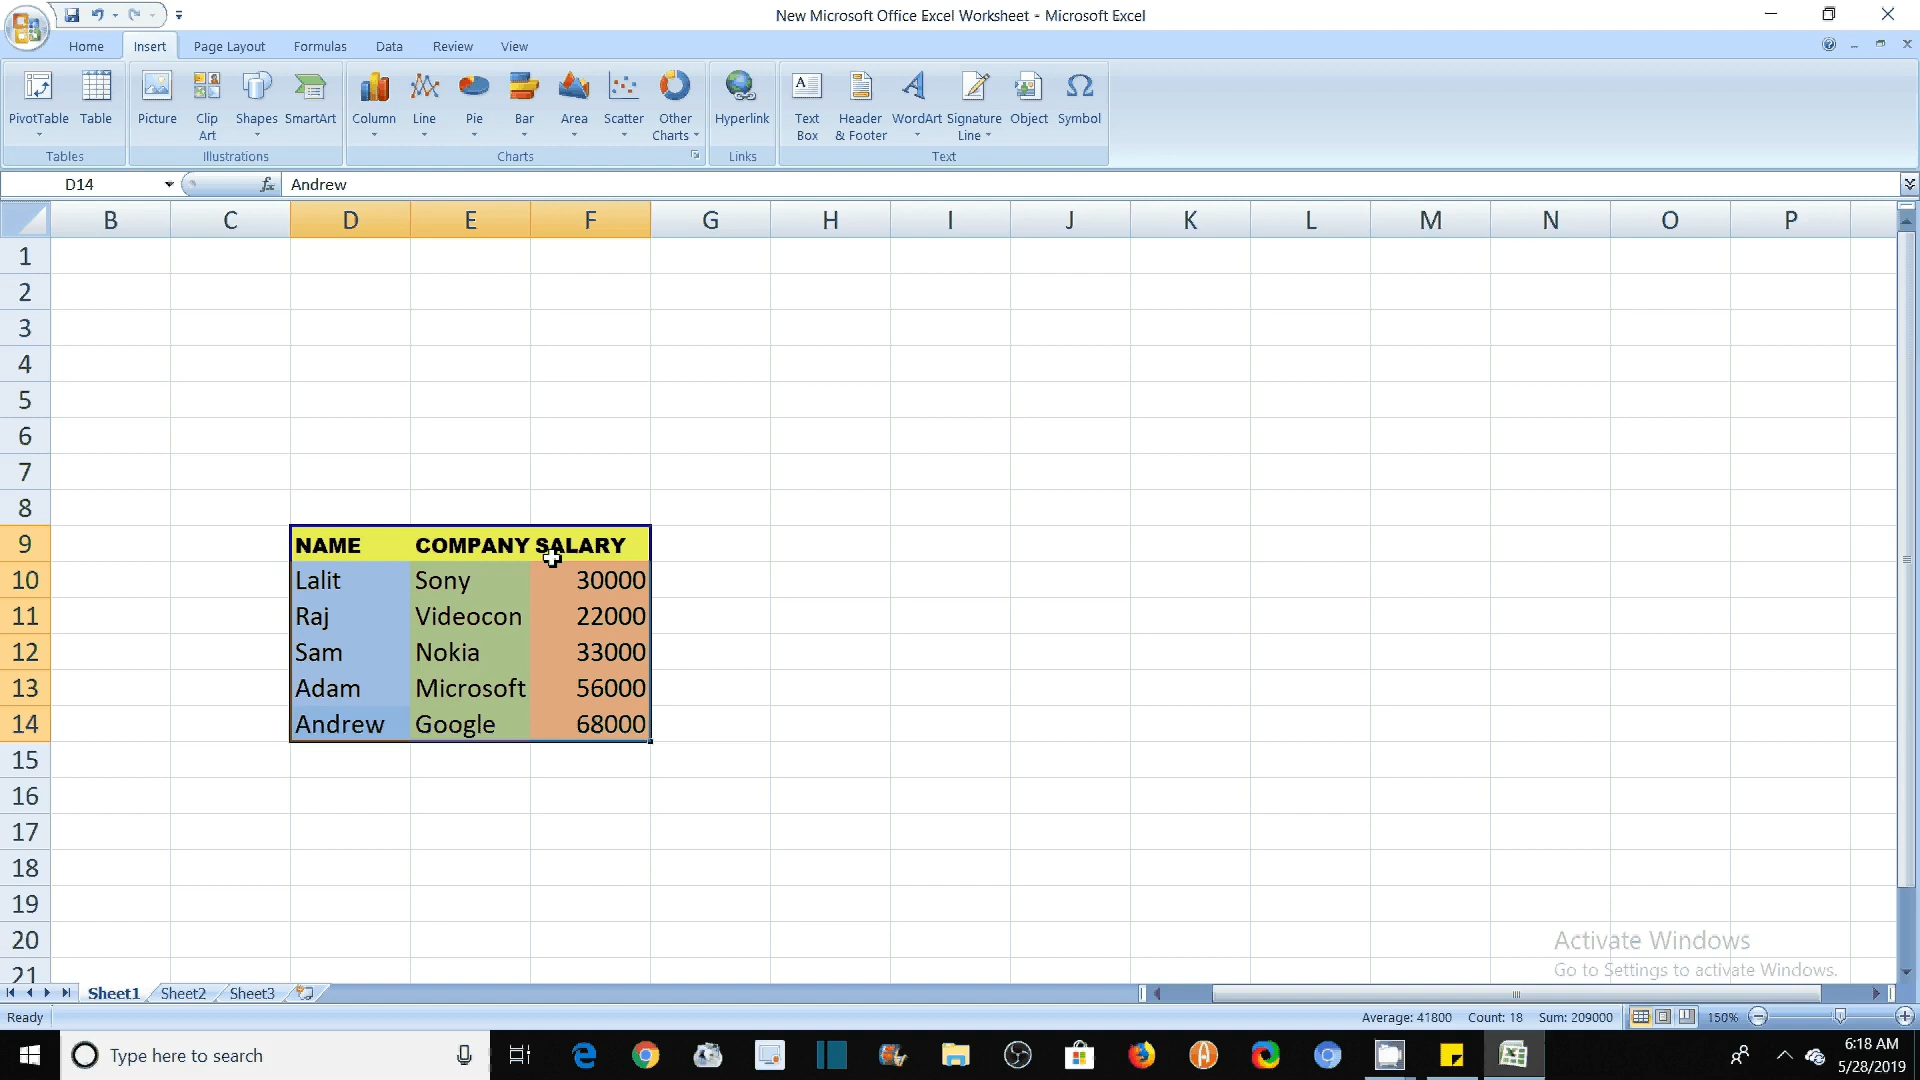 New Microsoft Office Excel Worksheet - Microsoft Excel
Home Insert Page Layout Formulas Data Review View
PivotTable Table Picture Clip Art Shapes SmartArt Column Line Pie Bar Area Scatter Other Charts Hyperlink Text Box Header & Footer WordArt Signature Line Object Symbol
Tables Illustrations Charts Links Text
D14 fx Andrew
B C D E F G H I J K L M N O P
1
2
3
4
5
6
7
8
9 NAME COMPANY SALARY
10 Lalit Sony 30000
11 Raj Videocon 22000
12 Sam Nokia 33000
13 Adam Microsoft 56000
14 Andrew Google 68000
15
16
17
18
19
20 Activate Windows
Go to Settings to activate Windows.
21
Sheet1 Sheet2 Sheet3
Ready Average: 41800 Count: 18 Sum: 209000 150%
Type here to search 6:18 AM
5/28/2019